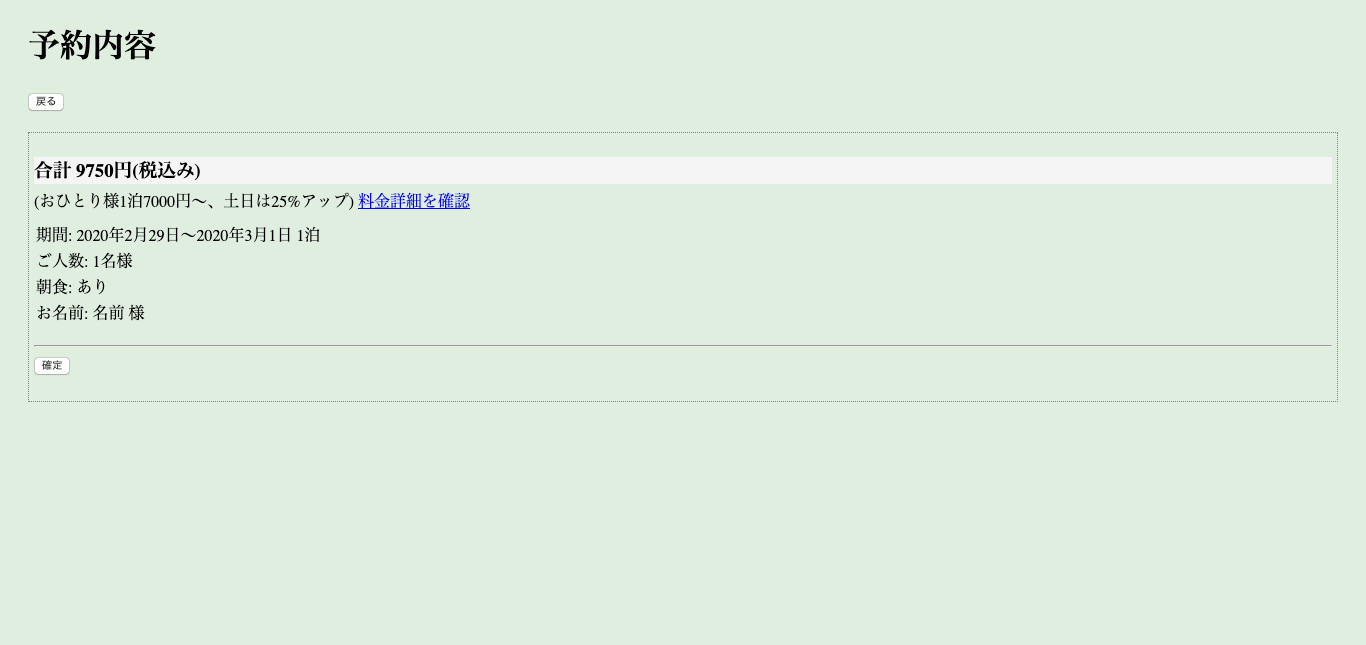 予約内容
戻る
合計 9750円(税込み)
(おひとり様1泊7000円〜、土日は25%アップ) 料金詳細を確認
期間: 2020年2月29日〜2020年3月1日 1泊
ご人数: 1名様
朝食: あり
お名前: 名前 様
確定